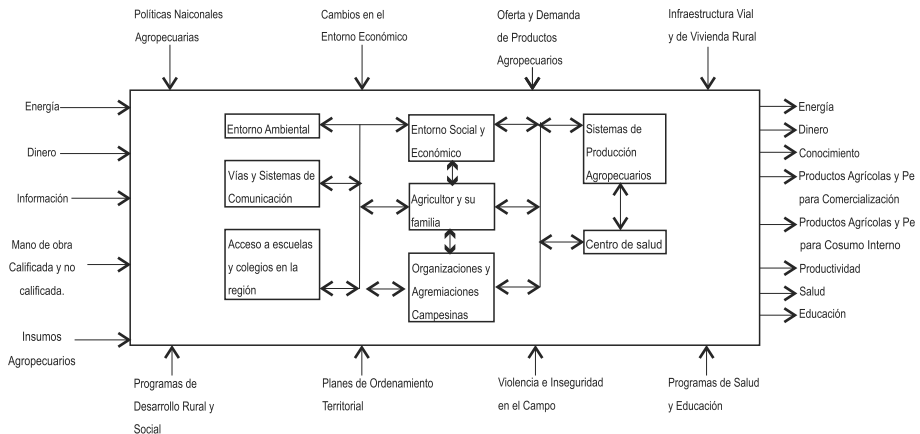 Políticas Naiconales
Agropecuarias
Cambios en el
Entorno Económico
Oferta y Demanda
de Productos
Agropecuarios
Infraestructura Vial
y de Vivienda Rural
Energía
Dinero
Información
Mano de obra
Calificada y no
calificada.
Insumos
Agropecuarios
Entorno Ambiental
Vías y Sistemas de
Comunicación
Acceso a escuelas
y colegios en la
región
Entorno Social y
Económico
Agricultor y su
familia
Organizaciones y
Agremiaciones
Campesinas
Sistemas de
Producción
Agropecuarios
Centro de salud
Energía
Dinero
Conocimiento
Productos Agrícolas y Pe
para Comercialización
Productos Agrícolas y Pe
para Cosumo Interno
Productividad
Salud
Educación
Programas de
Desarrollo Rural y
Social
Planes de Ordenamiento
Territorial
Violencia e Inseguridad
en el Campo
Programas de Salud
y Educación